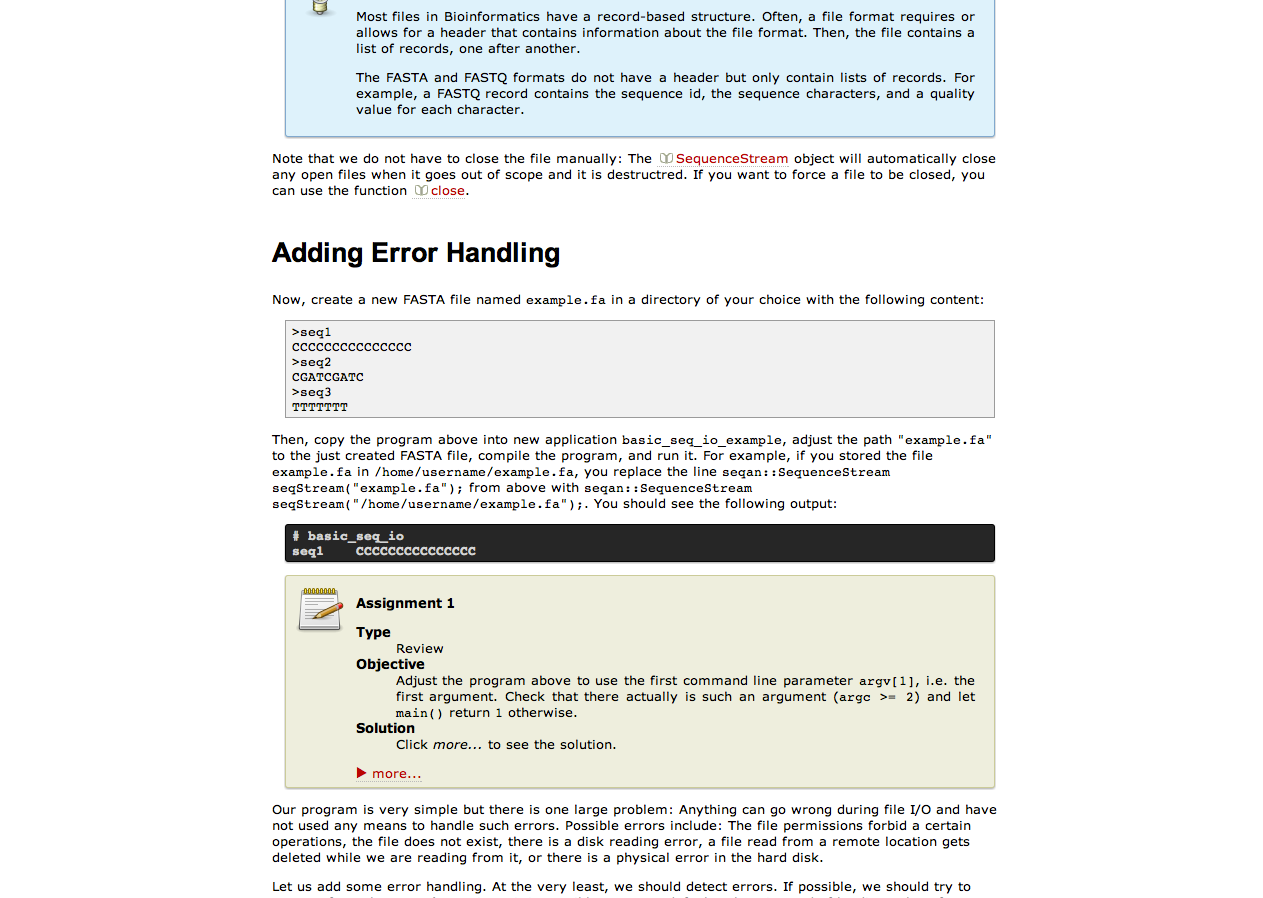 Most files in Bioinformatics have a record-based structure. Often, a file format requires or
allows for a header that contains information about the file format. Then, the file contains a
list of records, one after another.
The FASTA and FASTQ formats do not have a header but only contain lists of records. For
example, a FASTQ record contains the sequence id, the sequence characters, and a quality
value for each character.
Note that we do not have to close the file manually: The SequenceStream object will automatically close
any open files when it goes out of scope and it is destructred. If you want to force a file to be closed, you
can use the function close.
Adding Error Handling
Now, create a new FASTA file named example.fa in a directory of your choice with the following content:
>seq1
CCCCCCCCCCCCCCC
>seq2
CGATCGATC
>seq3
TTTTTTT
Then, copy the program above into new application basic_seq_io_example, adjust the path "example.fa"
to the just created FASTA file, compile the program, and run it. For example, if you stored the file
example.fa in /home/username/example.fa, you replace the line seqan::SequenceStream
seqStream("example.fa"); from above with seqan::SequenceStream
seqStream("/home/username/example.fa");. You should see the following output:
# basic_seq_io
seq1    CCCCCCCCCCCCCCC
Assignment 1
Type
Review
Objective
Adjust the program above to use the first command line parameter argv[1], i.e. the
first argument. Check that there actually is such an argument (argc >= 2) and let
main() return 1 otherwise.
Solution
Click more... to see the solution.
more...
Our program is very simple but there is one large problem: Anything can go wrong during file I/O and have
not used any means to handle such errors. Possible errors include: The file permissions forbid a certain
operations, the file does not exist, there is a disk reading error, a file read from a remote location gets
deleted while we are reading from it, or there is a physical error in the hard disk.
Let us add some error handling. At the very least, we should detect errors. If possible, we should try to